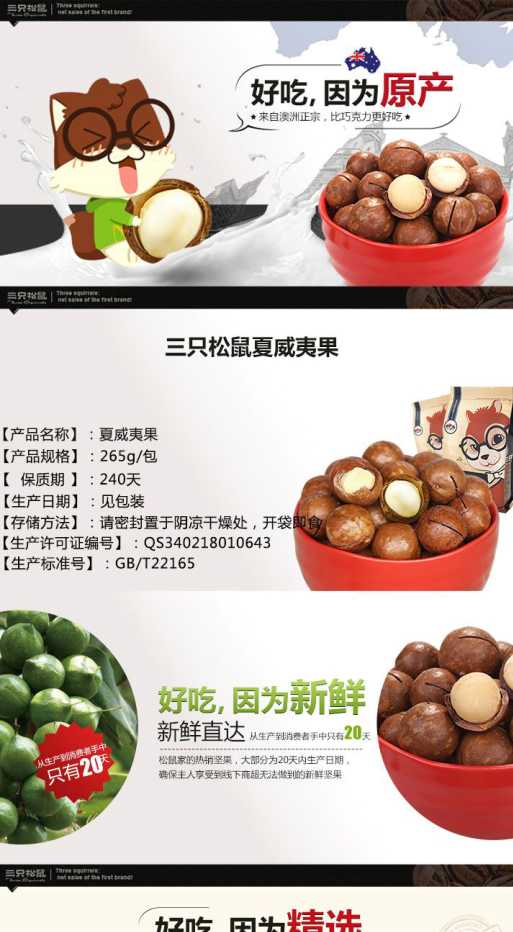 三只松鼠
Three squirrels:
net sales of the first brand!
好吃,因为原产
★来自澳洲正宗，比巧克力更好吃★
三只松鼠
Three squirrels:
net sales of the first brand!
三只松鼠夏威夷果
【产品名称】：夏威夷果
【产品规格】：265g/包
【 保质期 】：240天
【生产日期】：见包装
【存储方法】：请密封置于阴凉干燥处，开袋即食
【生产许可证编号】：QS340218010643
【生产标准号】：GB/T22165
好吃,因为新鲜
新鲜直达 从生产到消费者手中只有20天
从生产到消费者手中
只有20天
松鼠家的热销坚果，大部分为20天内生产日期，
确保主人享受到线下商超无法做到的新鲜坚果
三只松鼠
Three squirrels:
net sales of the first brand!
好吃,因为精选